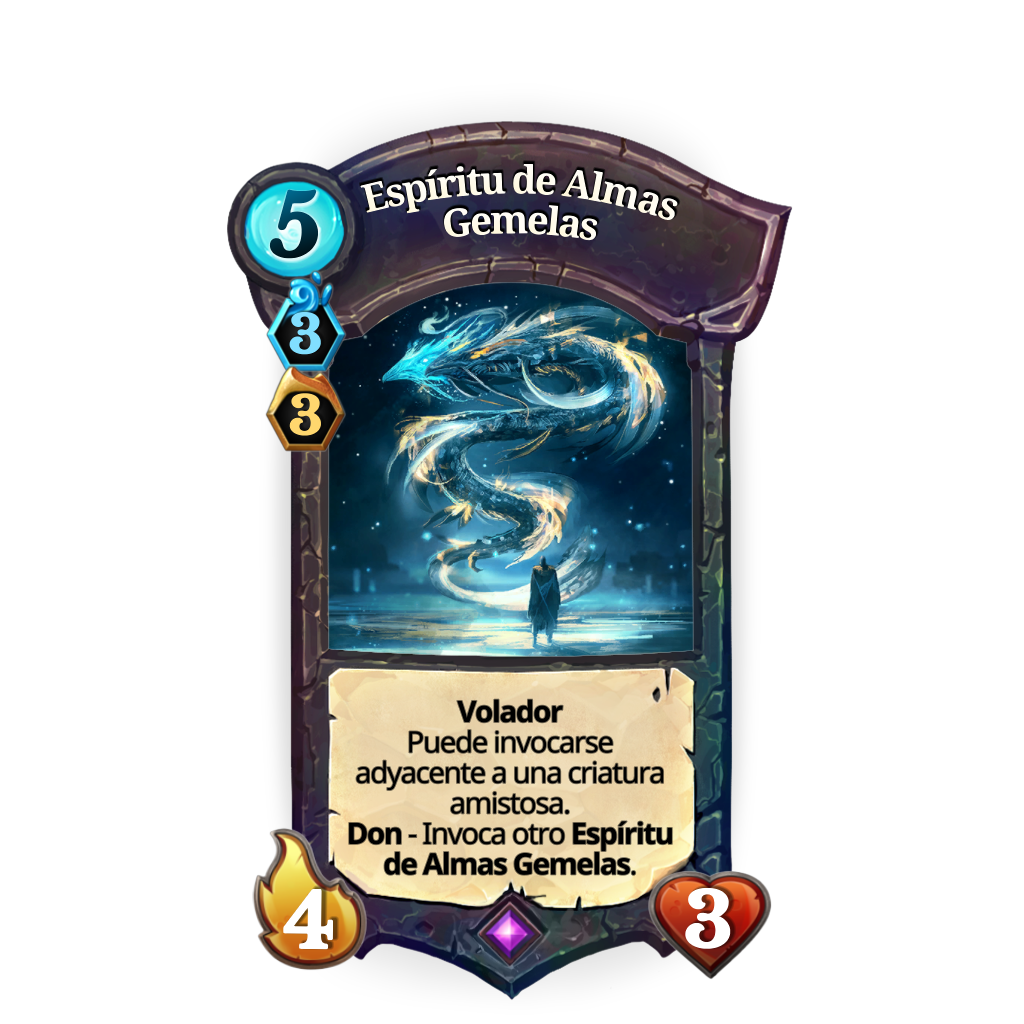 Espíritu de Almas
Gemelas
5
3
3
Volador
Puede invocarse
adyacente a una criatura
amistosa.
Don - Invoca otro Espíritu
de Almas Gemelas.
4
3